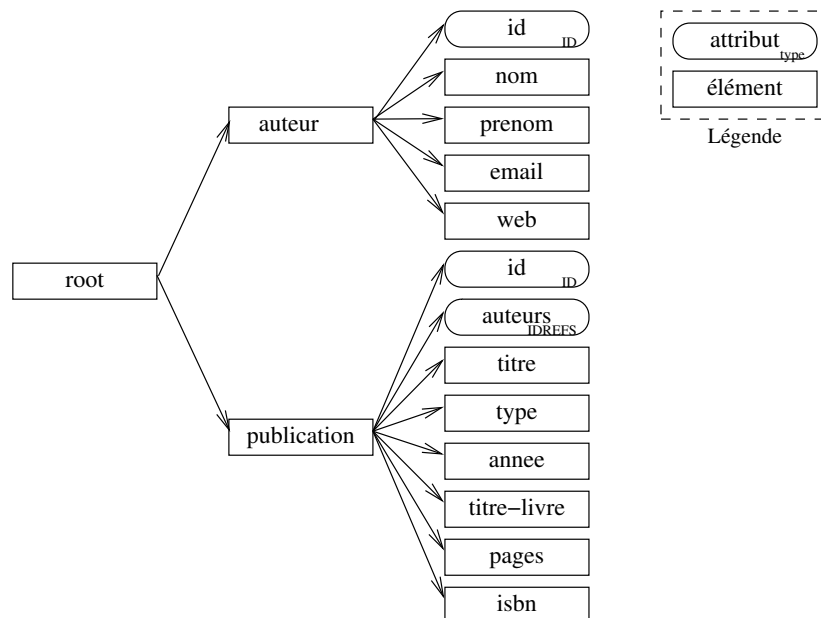 id
ID
nom
auteur
prenom
email
web
root
id
ID
auteurs
IDREFS
titre
type
publication
annee
titre−livre
pages
isbn
attribut
type
élément
Légende